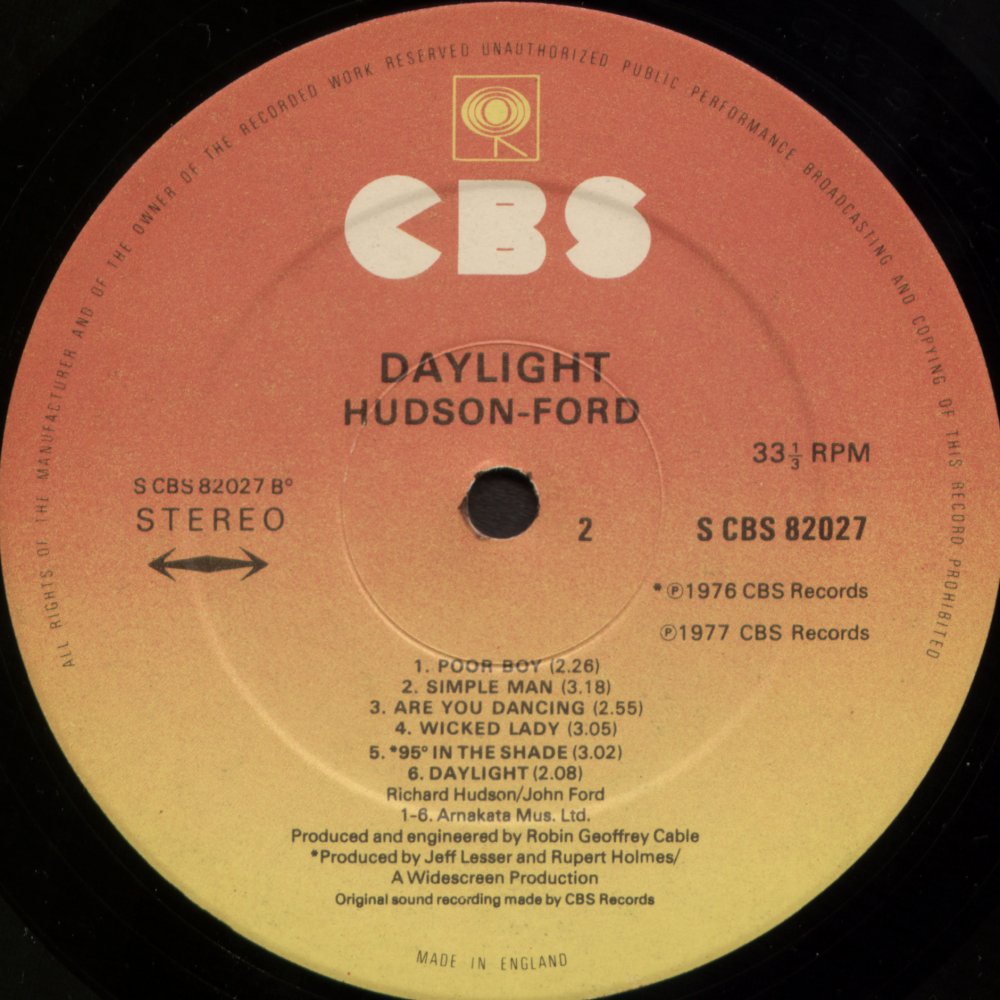 ALL RIGHTS OF THE MANUFACTURER AND OF THE OWNER OF THE RECORDED WORK RESERVED UNAUTHORIZED PUBLIC PERFORMANCE BROADCASTING AND COPYING OF THIS RECORD PROHIBITED
CBS
DAYLIGHT
HUDSON-FORD
33⅓ RPM
S CBS 82027 B°
STEREO
2
S CBS 82027
*℗1976 CBS Records
℗1977 CBS Records
1. POOR BOY (2.26)
2. SIMPLE MAN (3.18)
3. ARE YOU DANCING (2.55)
4. WICKED LADY (3.05)
5. *95° IN THE SHADE (3.02)
6. DAYLIGHT (2.08)
Richard Hudson/John Ford
1-6. Arnakata Mus. Ltd.
Produced and engineered by Robin Geoffrey Cable
*Produced by Jeff Lesser and Rupert Holmes/
A Widescreen Production
Original sound recording made by CBS Records
MADE IN ENGLAND